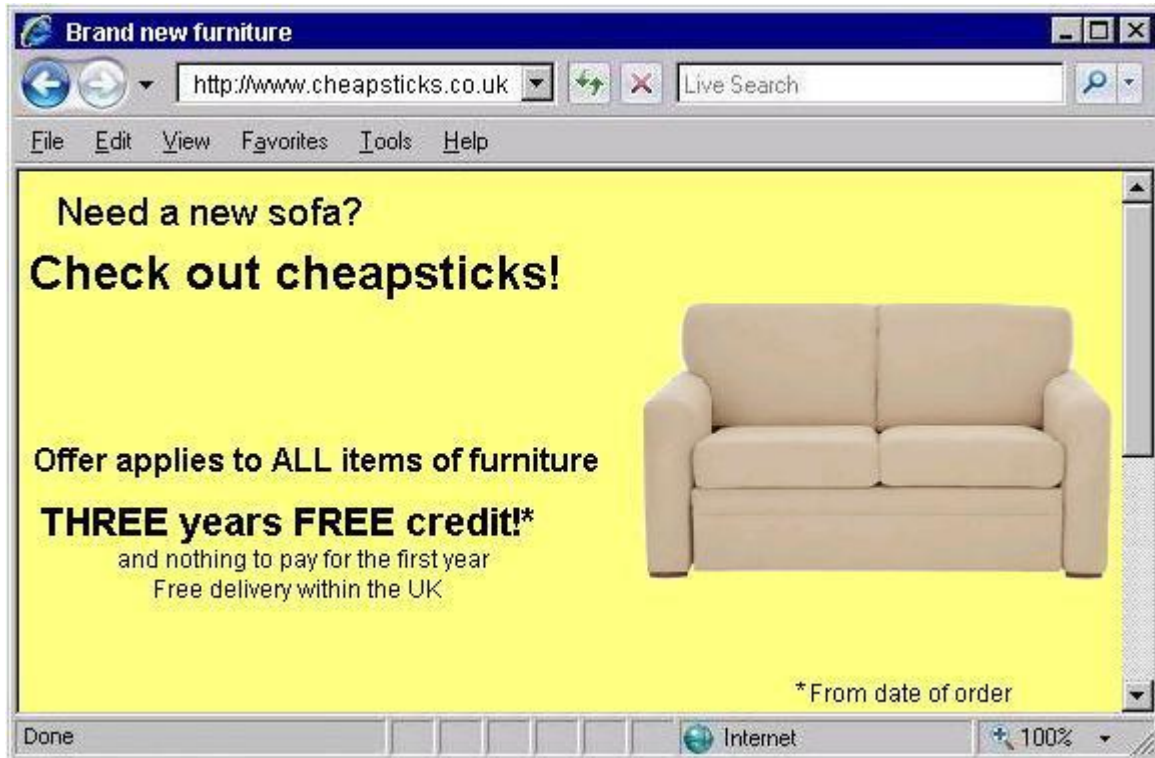 Brand new furniture
http://www.cheapsticks.co.uk
Live Search
File Edit View Favorites Tools Help
Need a new sofa?
Check out cheapsticks!
Offer applies to ALL items of furniture
THREE years FREE credit!*
and nothing to pay for the first year
Free delivery within the UK
*From date of order
Done Internet 100%